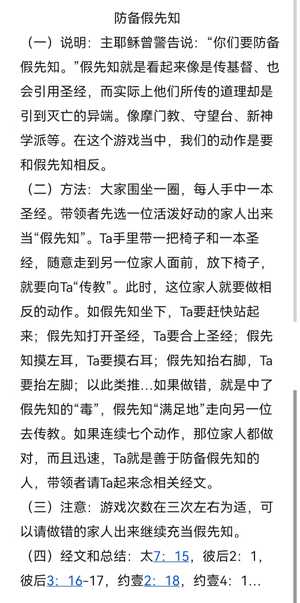 防备假先知
（一）说明：主耶稣曾警告说：“你们要防备
假先知。”假先知就是看起来像是传基督、也
会引用圣经，而实际上他们所传的道理却是
引到灭亡的异端。像摩门教、守望台、新神
学派等。在这个游戏当中，我们的动作是要
和假先知相反。
（二）方法：大家围坐一圈，每人手中一本
圣经。带领者先选一位活泼好动的家人出来
当“假先知”。Ta手里带一把椅子和一本圣
经，随意走到另一位家人面前，放下椅子，
就要向Ta“传教”。此时，这位家人就要做相
反的动作。如假先知坐下，Ta要赶快站起
来；假先知打开圣经，Ta要合上圣经；假先
知摸左耳，Ta要摸右耳；假先知抬右脚，Ta
要抬左脚；以此类推...如果做错，就是中了
假先知的“毒”，假先知“满足地”走向另一位
去传教。如果连续七个动作，那位家人都做
对，而且迅速，Ta就是善于防备假先知的
人，带领者请Ta起来念相关经文。
（三）注意：游戏次数在三次左右为适，可
以请做错的家人出来继续充当假先知。
（四）经文和总结：太7：15，彼后2：1，
彼后3：16-17，约壹2：18，约壹4：1...